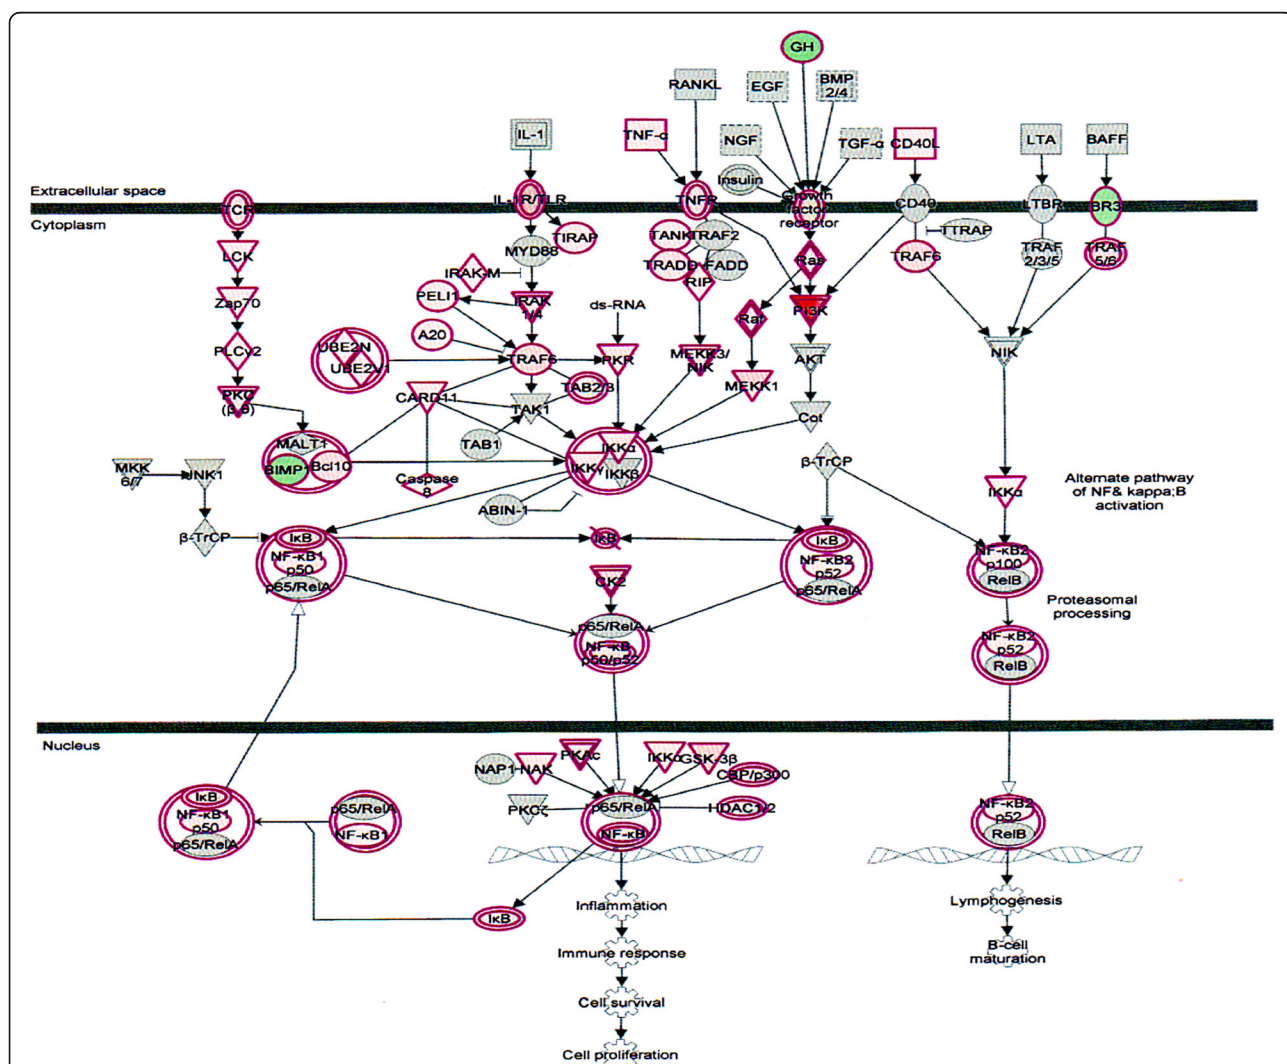 GH
RANKL
EGF
BMP
2/4
IL-1
TNF-α
NGF
TGF-α
CD40L
LTA
BAFF
Insulin
Extracellular space
TCR
IL-1R/TLR
TNFR
Growth
factor
receptor
CD40
LTBR
BR3
Cytoplasm
LCK
MYD88
TIRAP
TANK
TRAF2
TRADD
FADD
RIP
Ras
TTRAP
TRAF6
TRAF
2/3/5
TRAF
5/6
Zap70
IRAK-M
PELI1
IRAK
1/4
ds-RNA
Raf
PI3K
PLCγ2
A20
UBE2N
UBE2V1
TRAF6
PKR
MEKK3/
NIK
AKT
NIK
PKC
(β,θ)
CARD11
TAB2/3
TAK1
MEKK1
Cot
MALT1
TAB1
IKKα
BIMP1
Bcl10
IKKγ
IKKβ
β-TrCP
MKK
6/7
JNK1
Caspase
8
IKKα
Alternate pathway
of NF& kappa;B
activation
ABIN-1
β-TrCP
IκB
NF-κB1
p50
p65/RelA
IκB
IκB
NF-κB2
p52
p65/RelA
NF-κB2
p100
RelB
CK2
Proteasomal
processing
p65/RelA
NF-κB
p50/p52
NF-κB2
p52
RelB
Nucleus
NAP1
NAK
PKAc
IKKα
GSK-3β
CBP/p300
PKCζ
p65/RelA
NF-κB
HDAC1/2
IκB
NF-κB1
p50
p65/RelA
p65/RelA
NF-κB1
NF-κB2
p52
RelB
IκB
Inflammation
Immune response
Cell survival
Cell proliferation
Lymphogenesis
B-cell
maturation